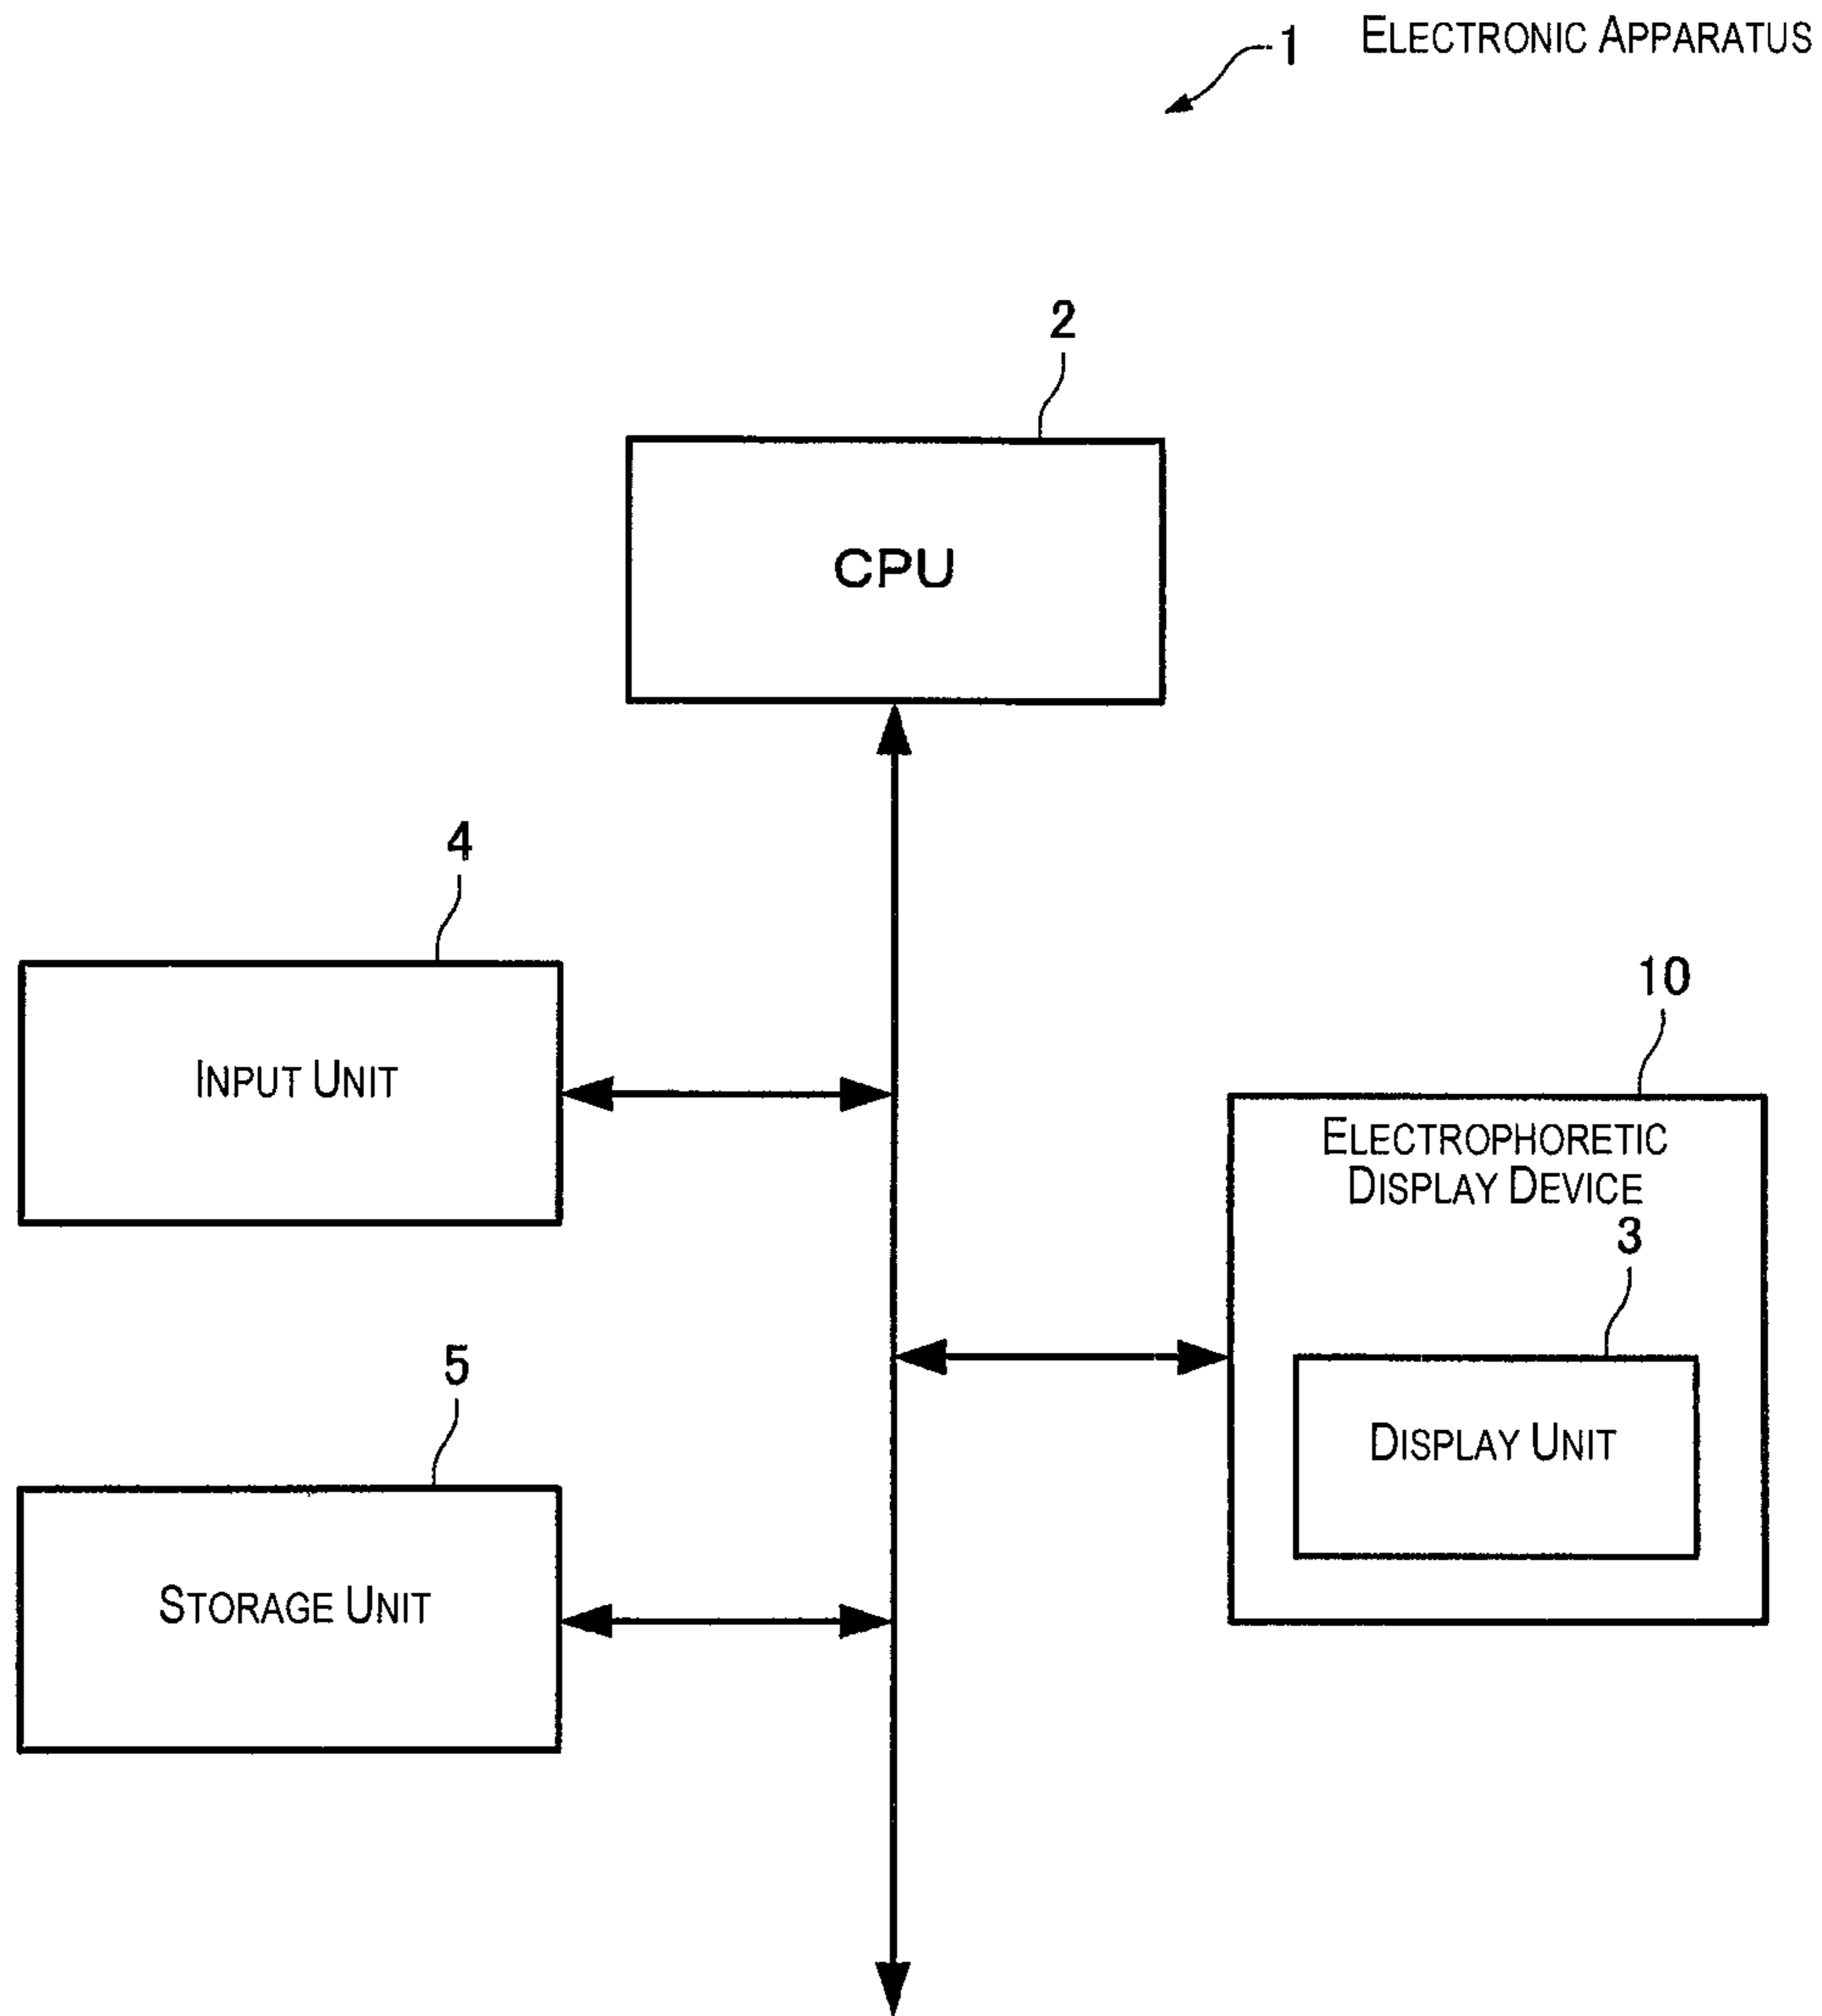 1 ELECTRONIC APPARATUS
2
CPU
4
INPUT UNIT
10
ELECTROPHORETIC
DISPLAY DEVICE
3
DISPLAY UNIT
5
STORAGE UNIT